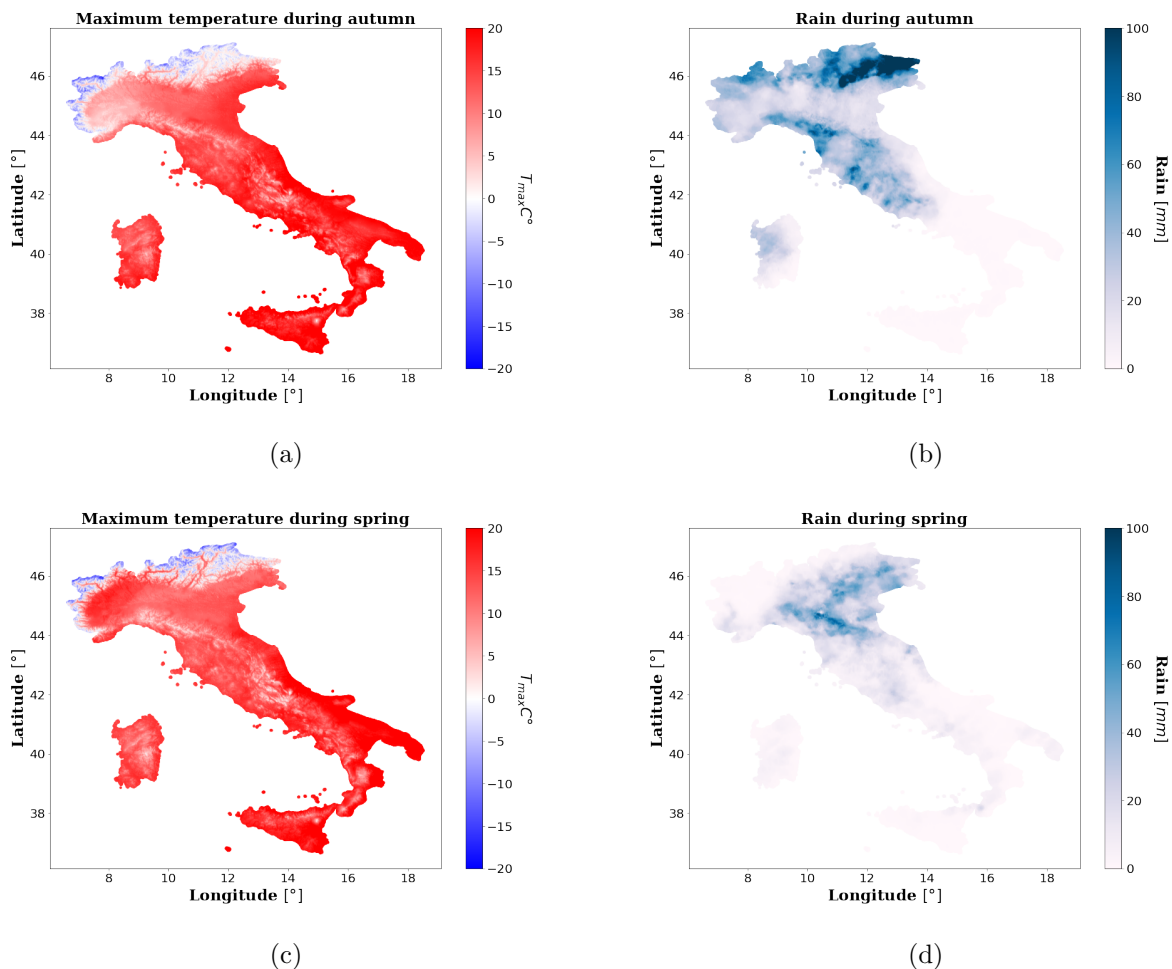 Maximum temperature during autumn
20
15
10
5
0
−5
−10
−15
−20
T_max C°
46
44
42
40
38
Latitude [°]
8 10 12 14 16 18
Longitude [°]
(a)
Rain during autumn
100
80
60
40
20
0
Rain [mm]
46
44
42
40
38
Latitude [°]
8 10 12 14 16 18
Longitude [°]
(b)
Maximum temperature during spring
20
15
10
5
0
−5
−10
−15
−20
T_max C°
46
44
42
40
38
Latitude [°]
8 10 12 14 16 18
Longitude [°]
(c)
Rain during spring
100
80
60
40
20
0
Rain [mm]
46
44
42
40
38
Latitude [°]
8 10 12 14 16 18
Longitude [°]
(d)